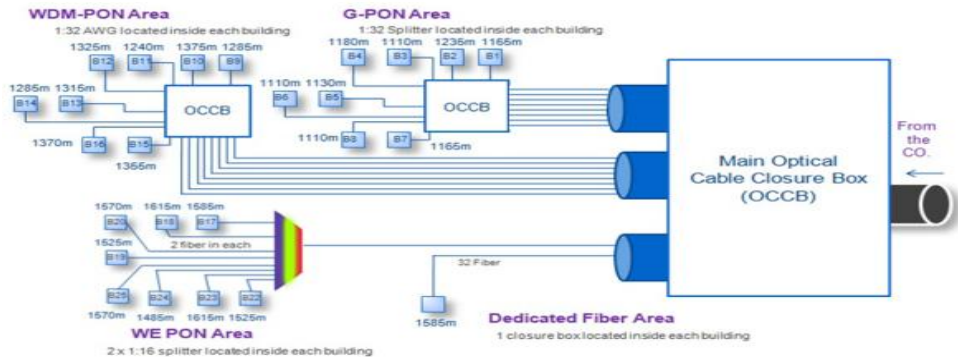 WDM-PON Area
1:32 AWG located inside each building
1325m 1240m 1375m 1285m
B12 B11 B10 B9
1285m 1315m
B14 B13
OCCB
B16 B15
1370m
1355m
G-PON Area
1:32 Splitter located inside each building
1180m 1110m 1235m 1165m
B4 B3 B2 B1
1110m 1130m
B6 B5
OCCB
B8 B7
1110m
1165m
Main Optical
Cable Closure Box
(OCCB)
From
the
CO.
1570m 1615m 1585m
B20 B18 B17
2 fiber in each
1525m
B19
B25 B24 B23 B22
1570m 1485m 1615m 1525m
WE PON Area
2 x 1:16 splitter located inside each building
32 Fiber
1585m
Dedicated Fiber Area
1 closure box located inside each building